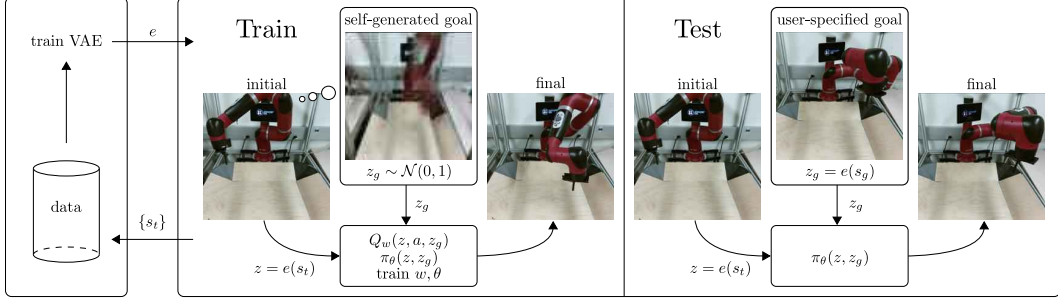 train VAE
data
e
{s_t}
Train
initial
self-generated goal
z_g ∼ 𝒩(0, 1)
final
z_g
z = e(s_t)
Q_w(z, a, z_g)
π_θ(z, z_g)
train w, θ
Test
initial
user-specified goal
z_g = e(s_g)
final
z_g
z = e(s_t)
π_θ(z, z_g)